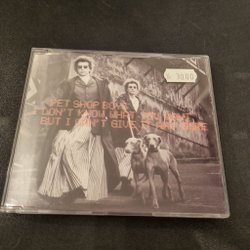 PET SHOP BOYS
I DON'T KNOW WHAT YOU WANT
BUT I CAN'T GIVE IT ANY MORE